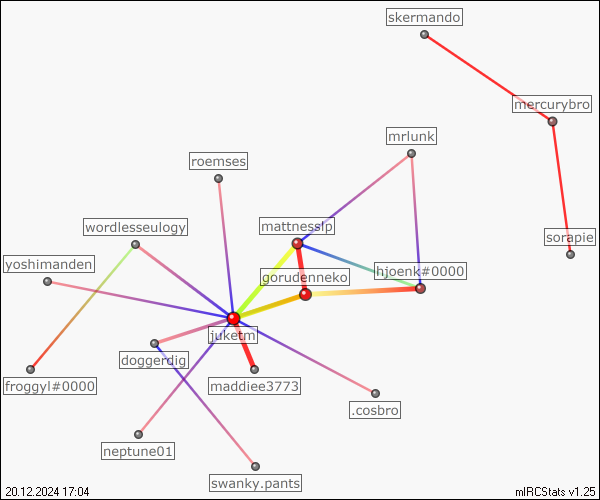 skermando
mercurybro
mrlunk
roemses
wordlesseulogy
mattnesslp
sorapie
yoshimanden
gorudenneko
hjoenk#0000
juketm
doggerdig
froggyl#0000
maddiee3773
.cosbro
neptune01
swanky.pants
20.12.2024 17:04
mIRCStats v1.25